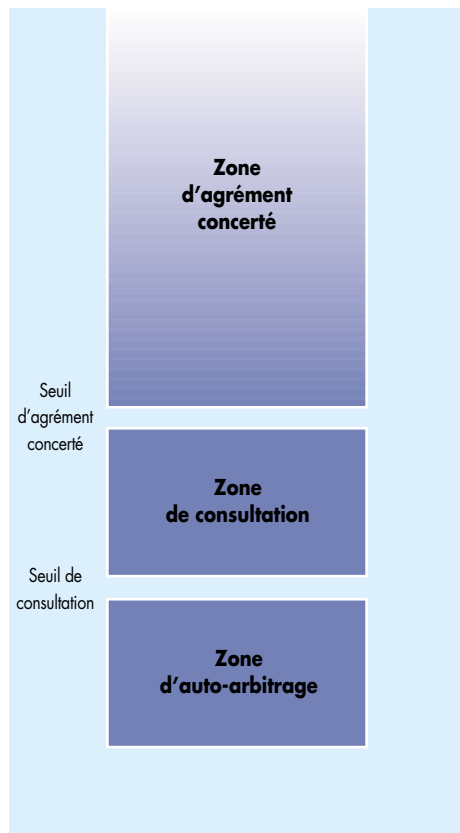 Zone
d'agrément
concerté
Seuil
d'agrément
concerté
Zone
de consultation
Seuil de
consultation
Zone
d'auto-arbitrage